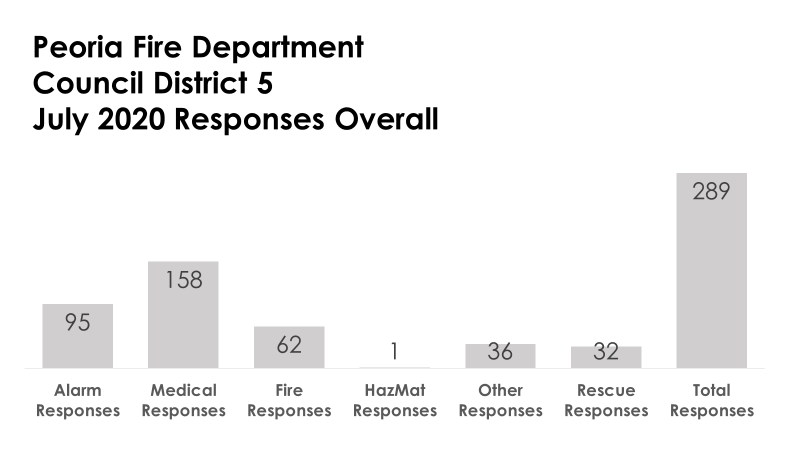 Peoria Fire Department
Council District 5
July 2020 Responses Overall
289
158
95
62
1
36
32
Alarm Medical Fire HazMat Other Rescue Total
Responses Responses Responses Responses Responses Responses Responses